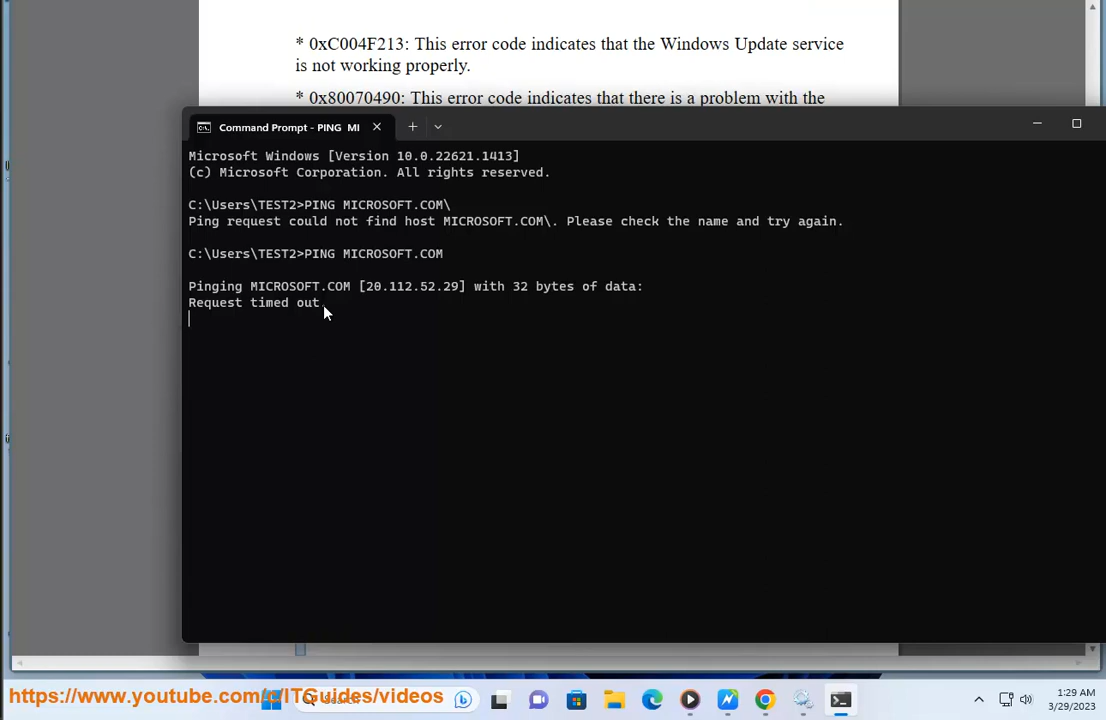 * 0xC004F213: This error code indicates that the Windows Update service
is not working properly.
* 0x80070490: This error code indicates that there is a problem with the
Command Prompt - PING MI
Microsoft Windows [Version 10.0.22621.1413]
(c) Microsoft Corporation. All rights reserved.
C:\Users\TEST2>PING MICROSOFT.COM\
Ping request could not find host MICROSOFT.COM\. Please check the name and try again.
C:\Users\TEST2>PING MICROSOFT.COM
Pinging MICROSOFT.COM [20.112.52.29] with 32 bytes of data:
Request timed out.
https://www.youtube.com/c/ITGuides/videos
Search
1:29 AM
3/29/2023